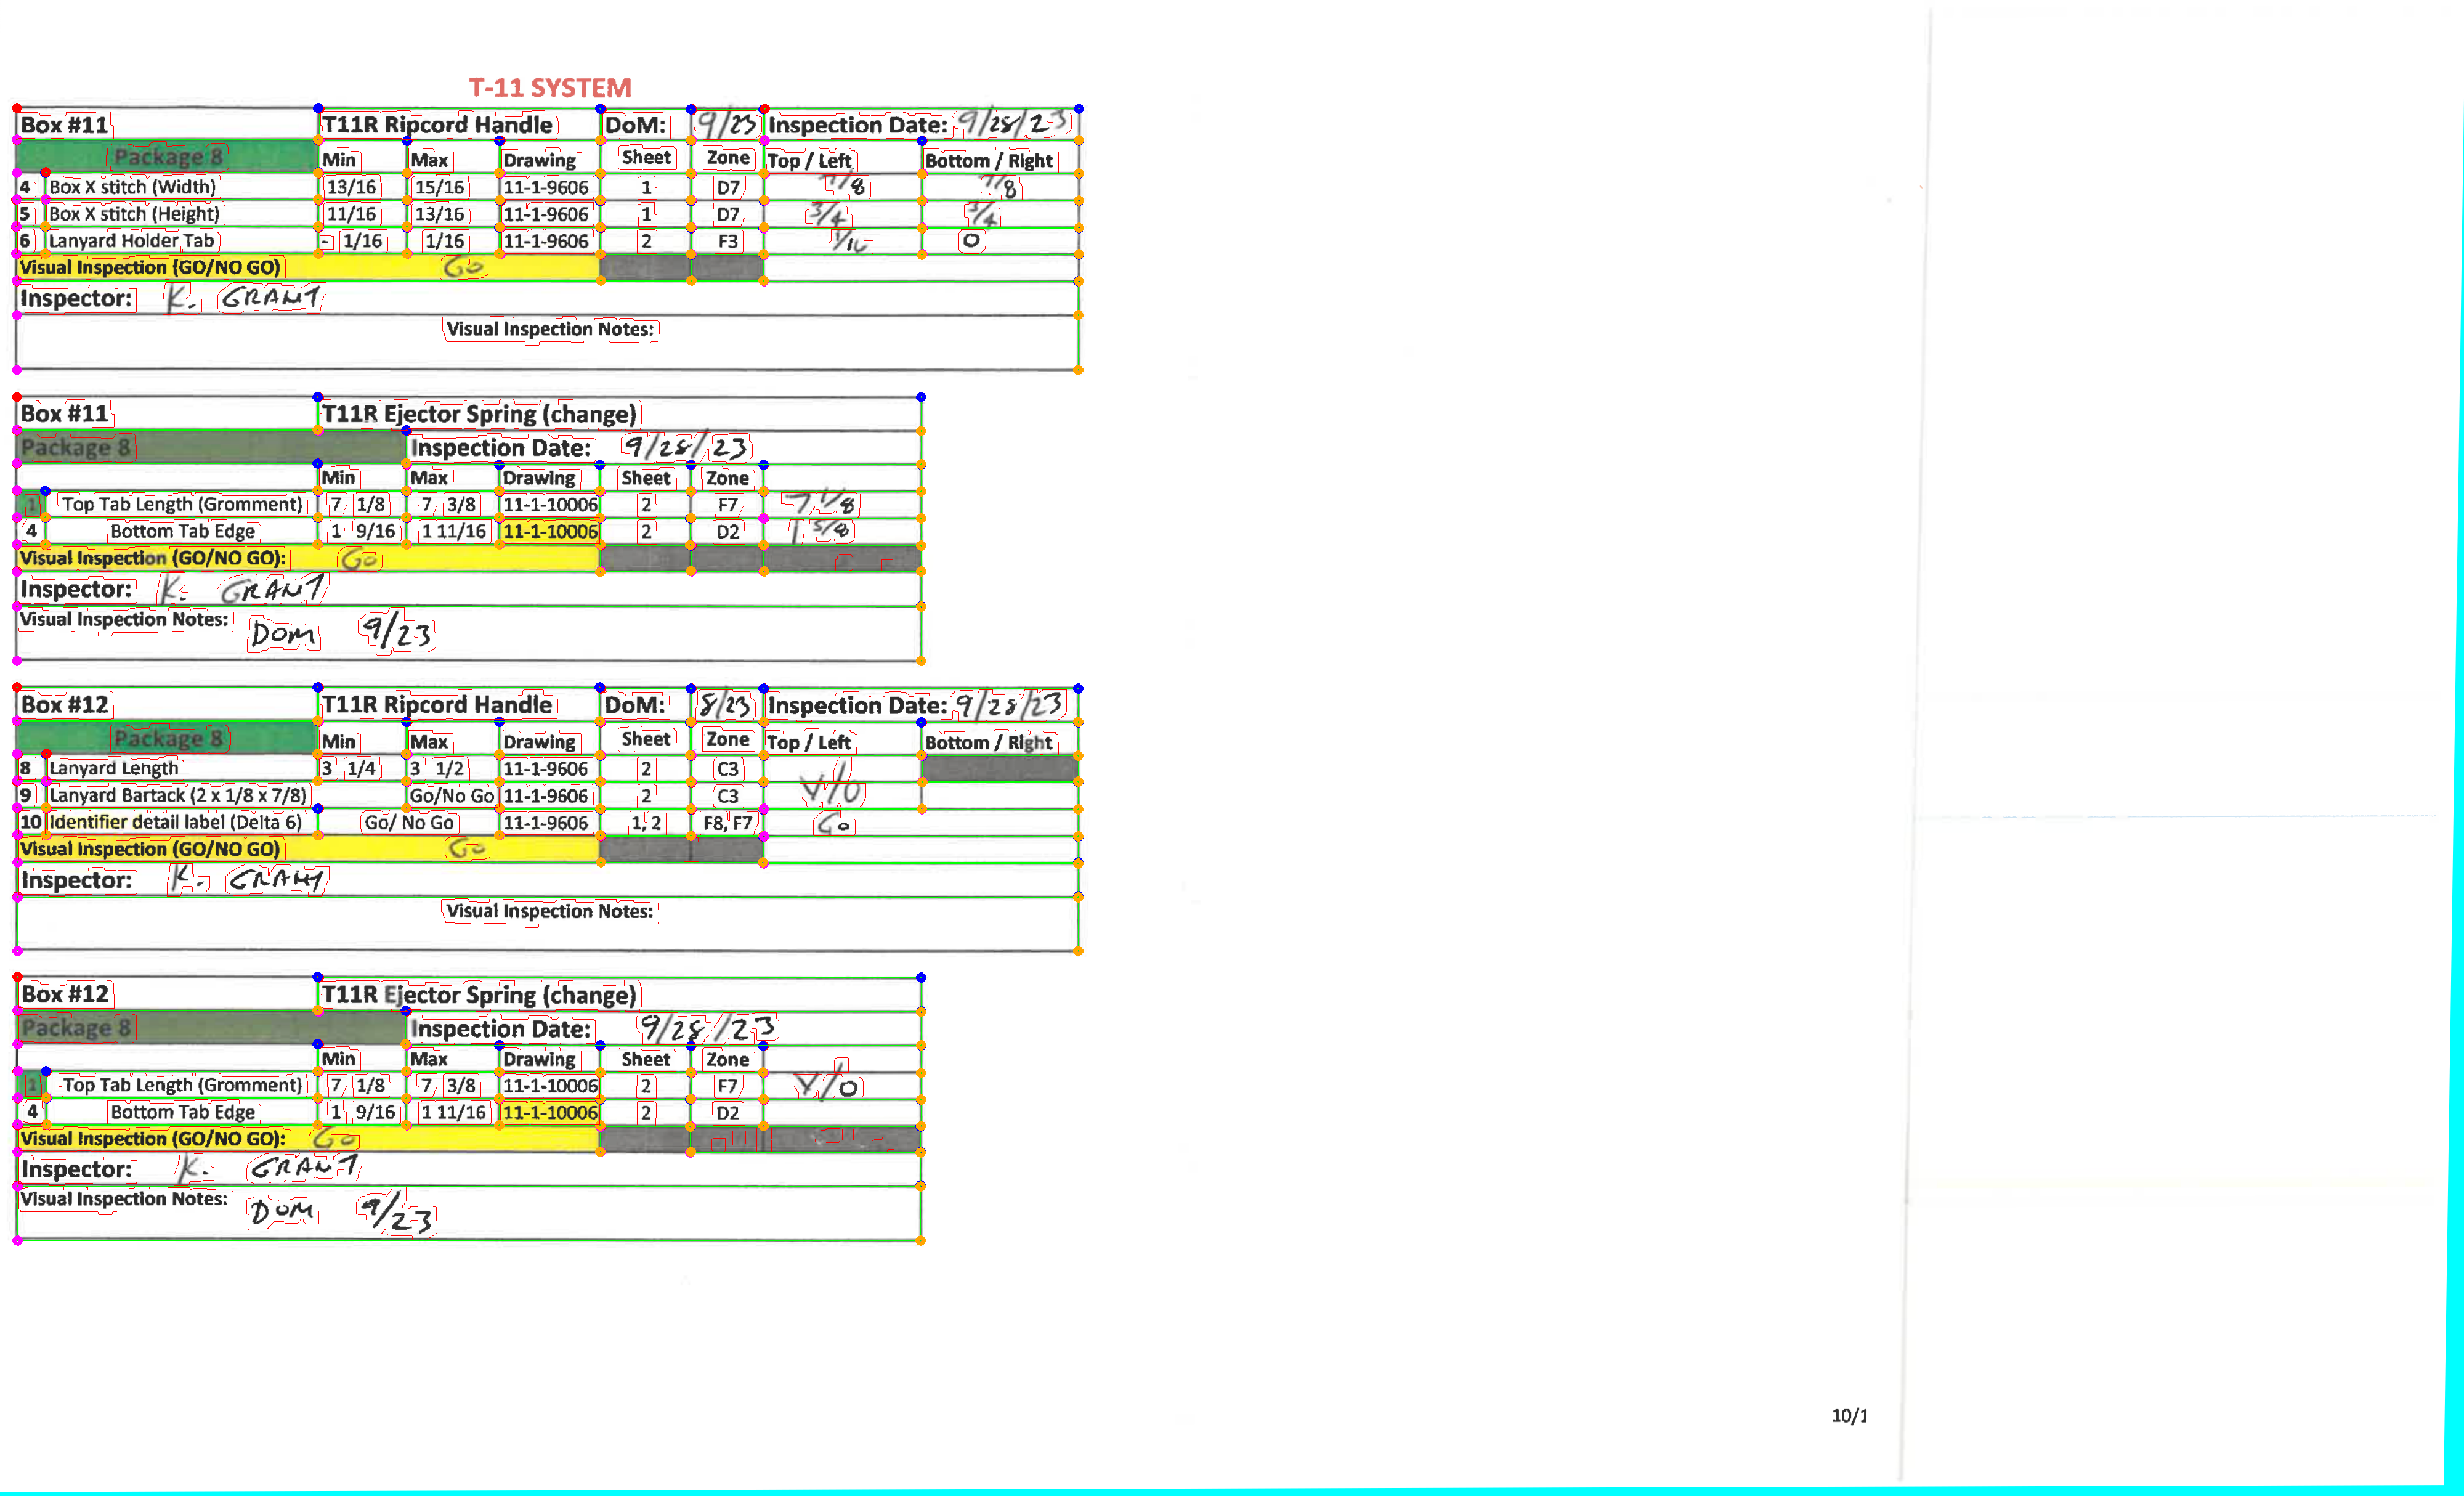 T-11 SYSTEM
Box #11 T11R Ripcord Handle DoM: 9/23 Inspection Date: 9/28/23
Package 8 Min Max Drawing Sheet Zone Top / Left Bottom / Right
4 Box X stitch (Width) 13/16 15/16 11-1-9606 1 D7 7/8 7/8
5 Box X stitch (Height) 11/16 13/16 11-1-9606 1 D7 3/4 3/4
6 Lanyard Holder Tab - 1/16 1/16 11-1-9606 2 F3 1/16 0
Visual Inspection (GO/NO GO) GO
Inspector: K. GRANT
Visual Inspection Notes:
Box #11 T11R Ejector Spring (change)
Package 8 Inspection Date: 9/28/23
Min Max Drawing Sheet Zone
1 Top Tab Length (Gromment) 7 1/8 7 3/8 11-1-10006 2 F7 7 1/8
4 Bottom Tab Edge 1 9/16 1 11/16 11-1-10006 2 D2 1 5/8
Visual Inspection (GO/NO GO): GO
Inspector: K. GRANT
Visual Inspection Notes: DOM 9/23
Box #12 T11R Ripcord Handle DoM: 8/23 Inspection Date: 9/28/23
Package 8 Min Max Drawing Sheet Zone Top / Left Bottom / Right
8 Lanyard Length 3 1/4 3 1/2 11-1-9606 2 C3
9 Lanyard Bartack (2 x 1/8 x 7/8) Go/No Go 11-1-9606 2 C3
10 Identifier detail label (Delta 6) Go/ No Go 11-1-9606 1, 2 F8, F7 GO
Visual Inspection (GO/NO GO) GO
Inspector: K. GRANT
Visual Inspection Notes:
Box #12 T11R Ejector Spring (change)
Package 8 Inspection Date: 9/28/23
Min Max Drawing Sheet Zone
1 Top Tab Length (Gromment) 7 1/8 7 3/8 11-1-10006 2 F7
4 Bottom Tab Edge 1 9/16 1 11/16 11-1-10006 2 D2
Visual Inspection (GO/NO GO): GO
Inspector: K. GRANT
Visual Inspection Notes: DOM 9/23
10/1